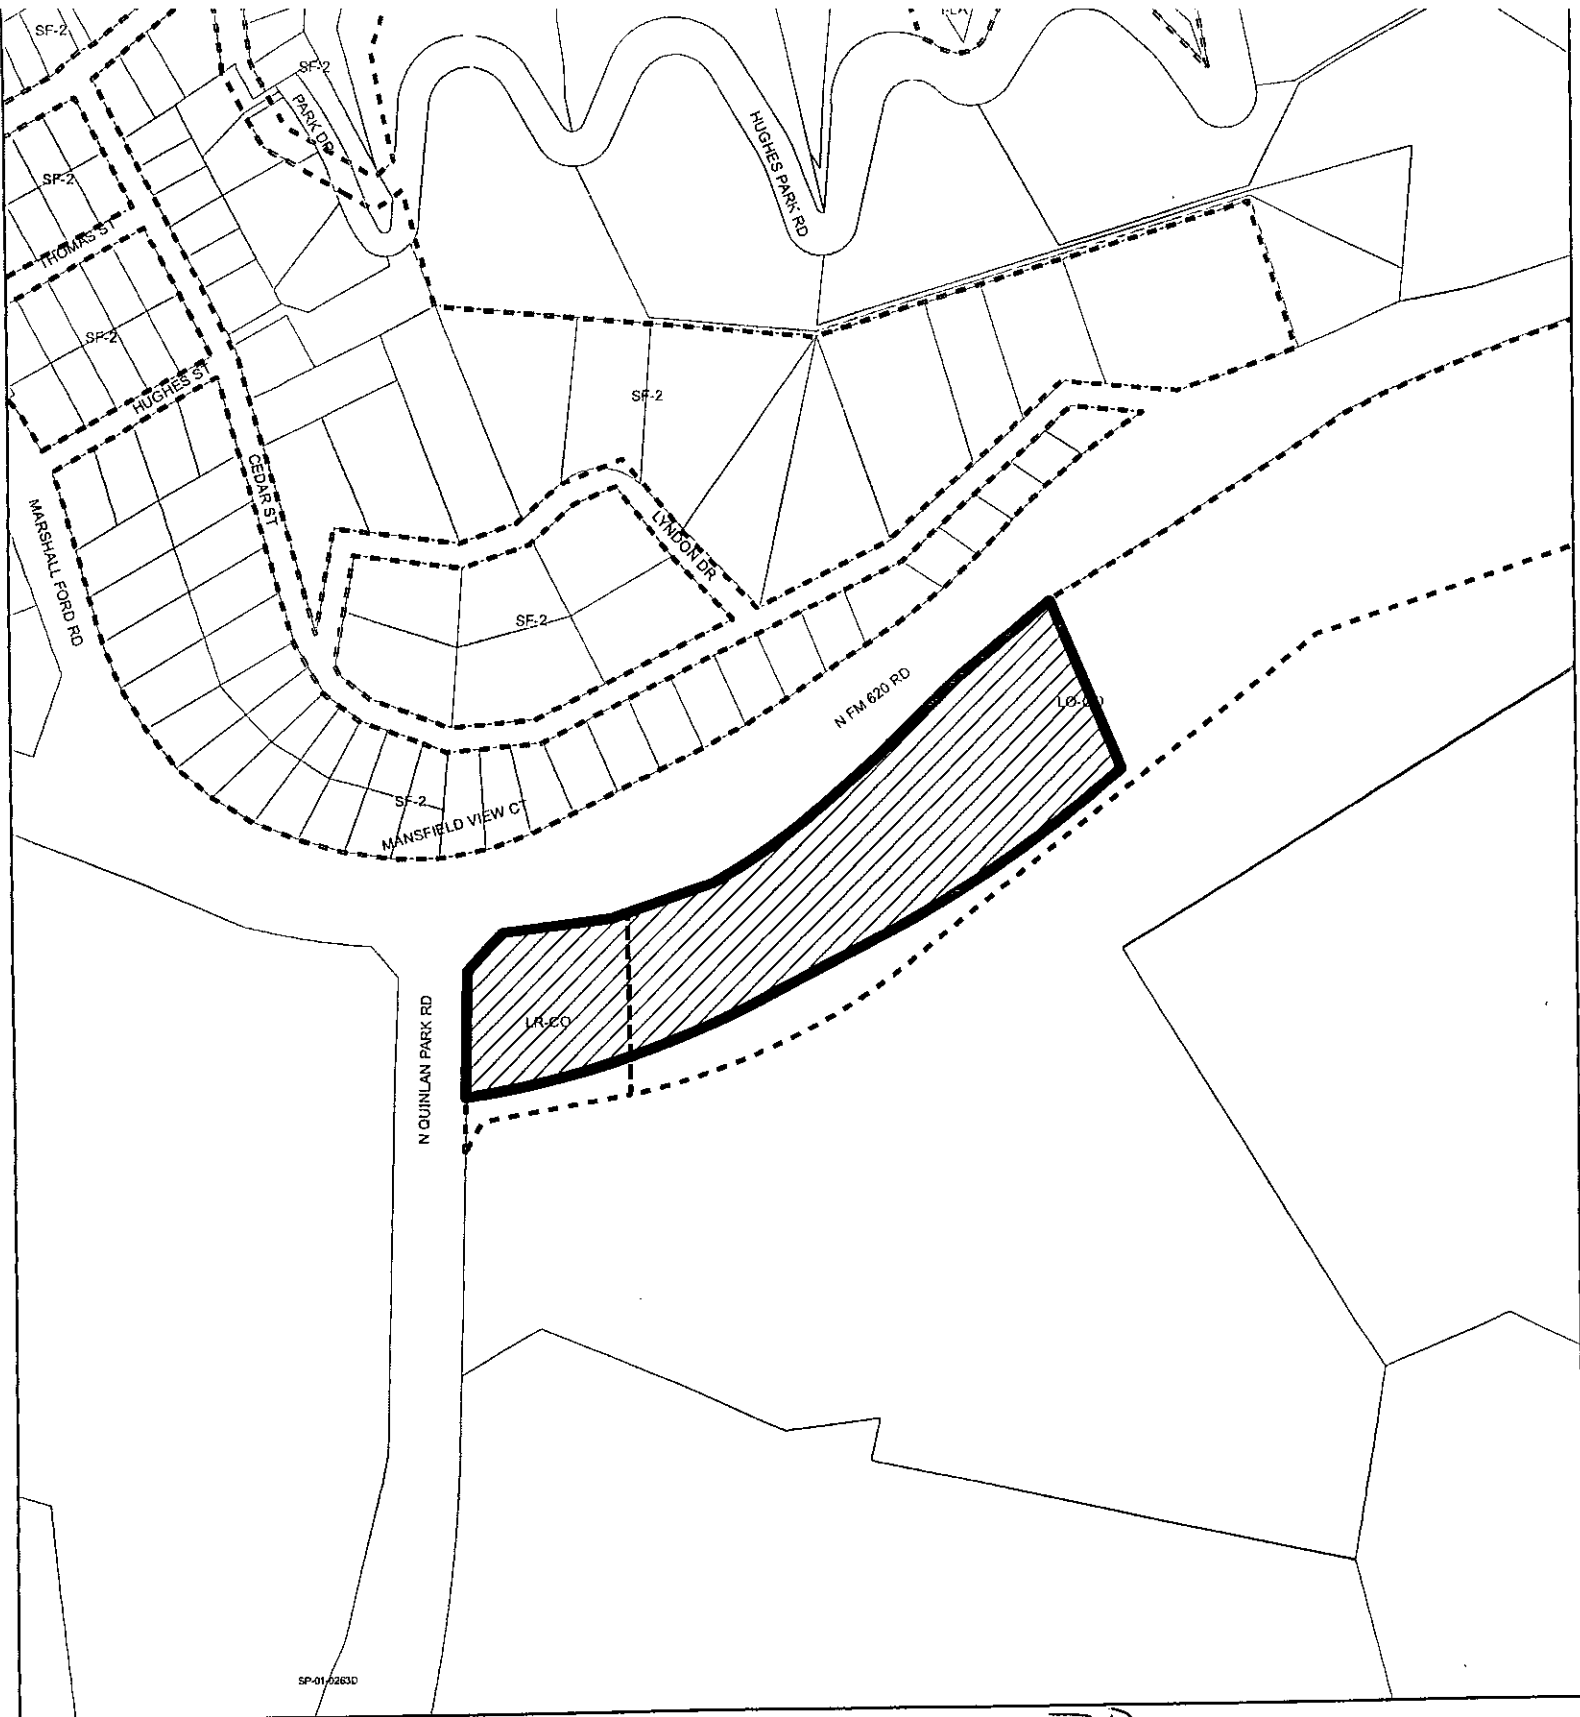 SF-2
SF-2
PARK DR
HUGHES PARK RD
SF-2
THOMAS ST
SF-2
HUGHES ST
SF-2
CEDAR ST
MARSHALL FORD RD
LYNDON DR
SF-2
N FM 620 RD
LO-CO
SF-2
MANSFIELD VIEW CT
LR-CO
N QUINLAN PARK RD
SP-01-0263D